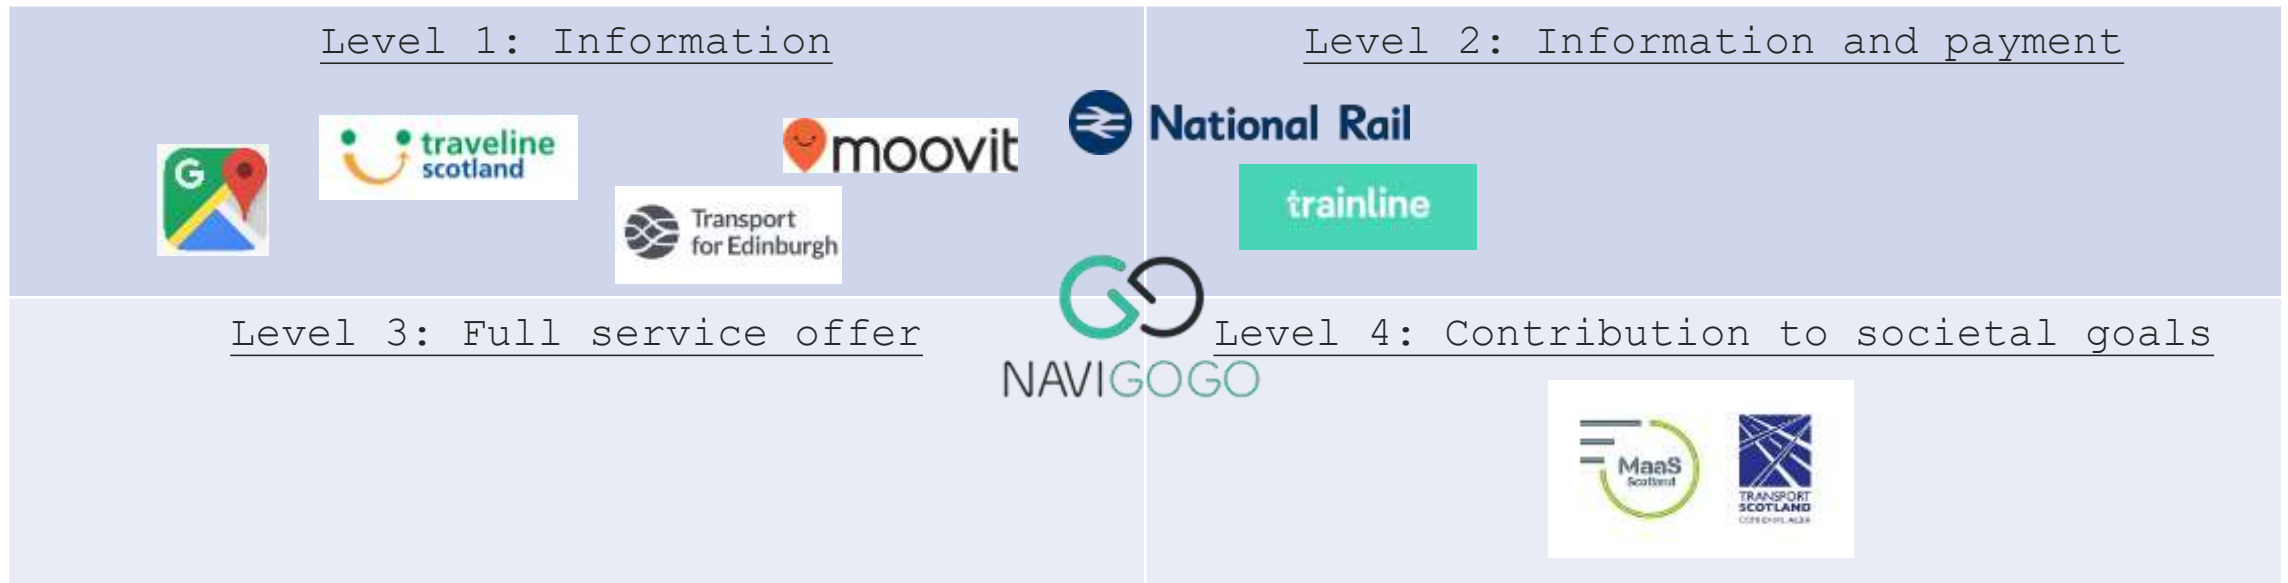 Level 1: Information
Level 2: Information and payment
G
traveline
scotland
moovit
National Rail
Transport
for Edinburgh
trainline
Level 3: Full service offer
NAVIGOGO
Level 4: Contribution to societal goals
MaaS
Scotland
TRANSPORT
SCOTLAND